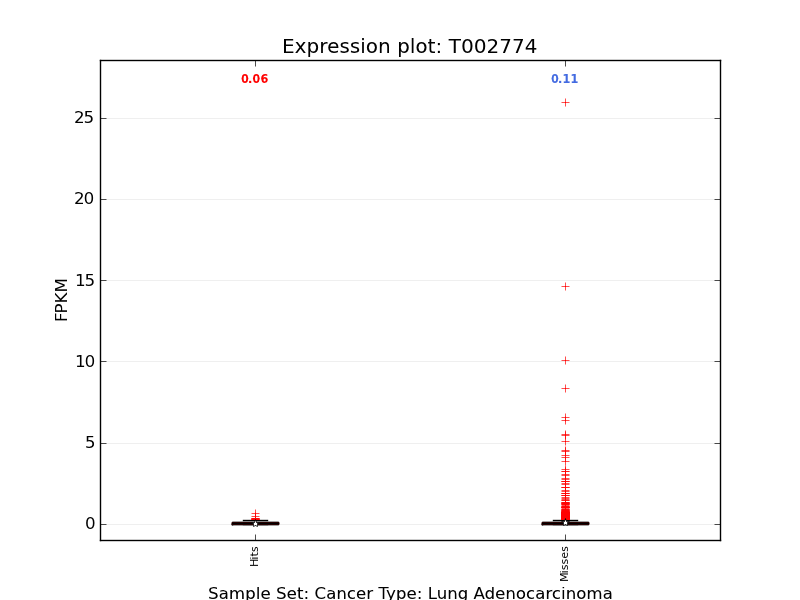 Expression plot: T002774
0.06
0.11
25
20
15
10
5
0
FPKM
Hits
Misses
Sample Set: Cancer Type: Lung Adenocarcinoma